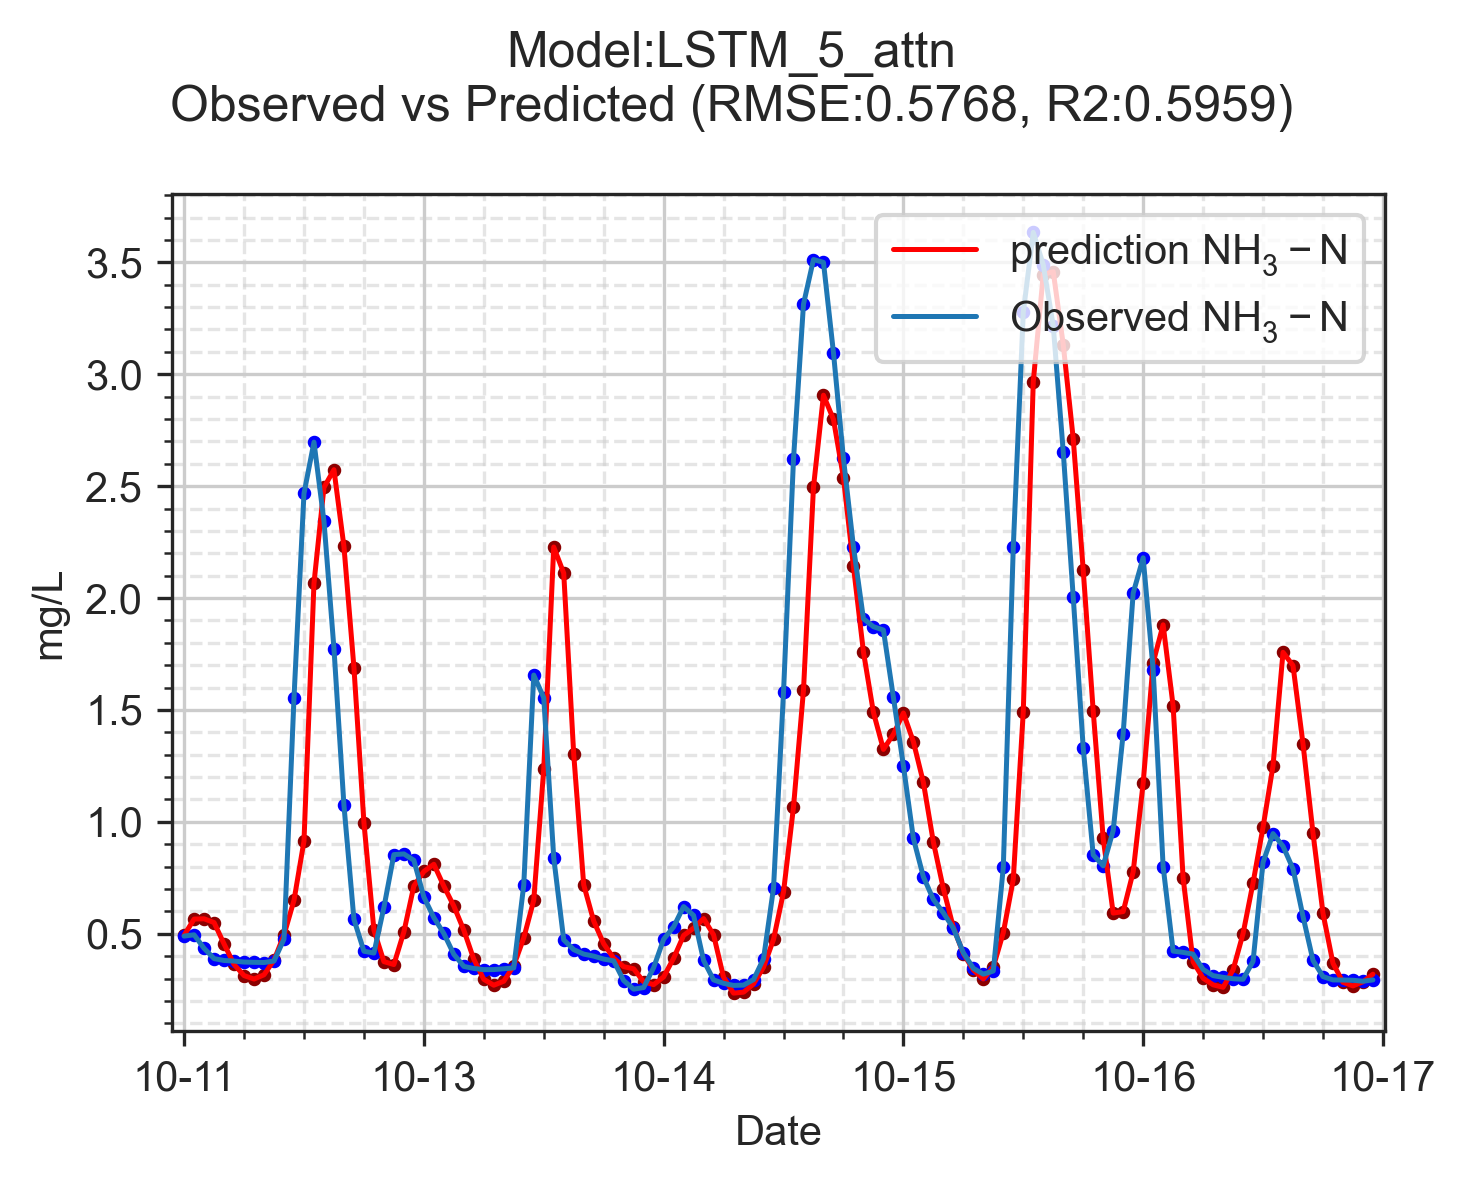 Model:LSTM_5_attn
Observed vs Predicted (RMSE:0.5768, R2:0.5959)
prediction NH₃ − N
Observed NH₃ − N
3.5
3.0
2.5
2.0
1.5
1.0
0.5
mg/L
10-11 10-13 10-14 10-15 10-16 10-17
Date